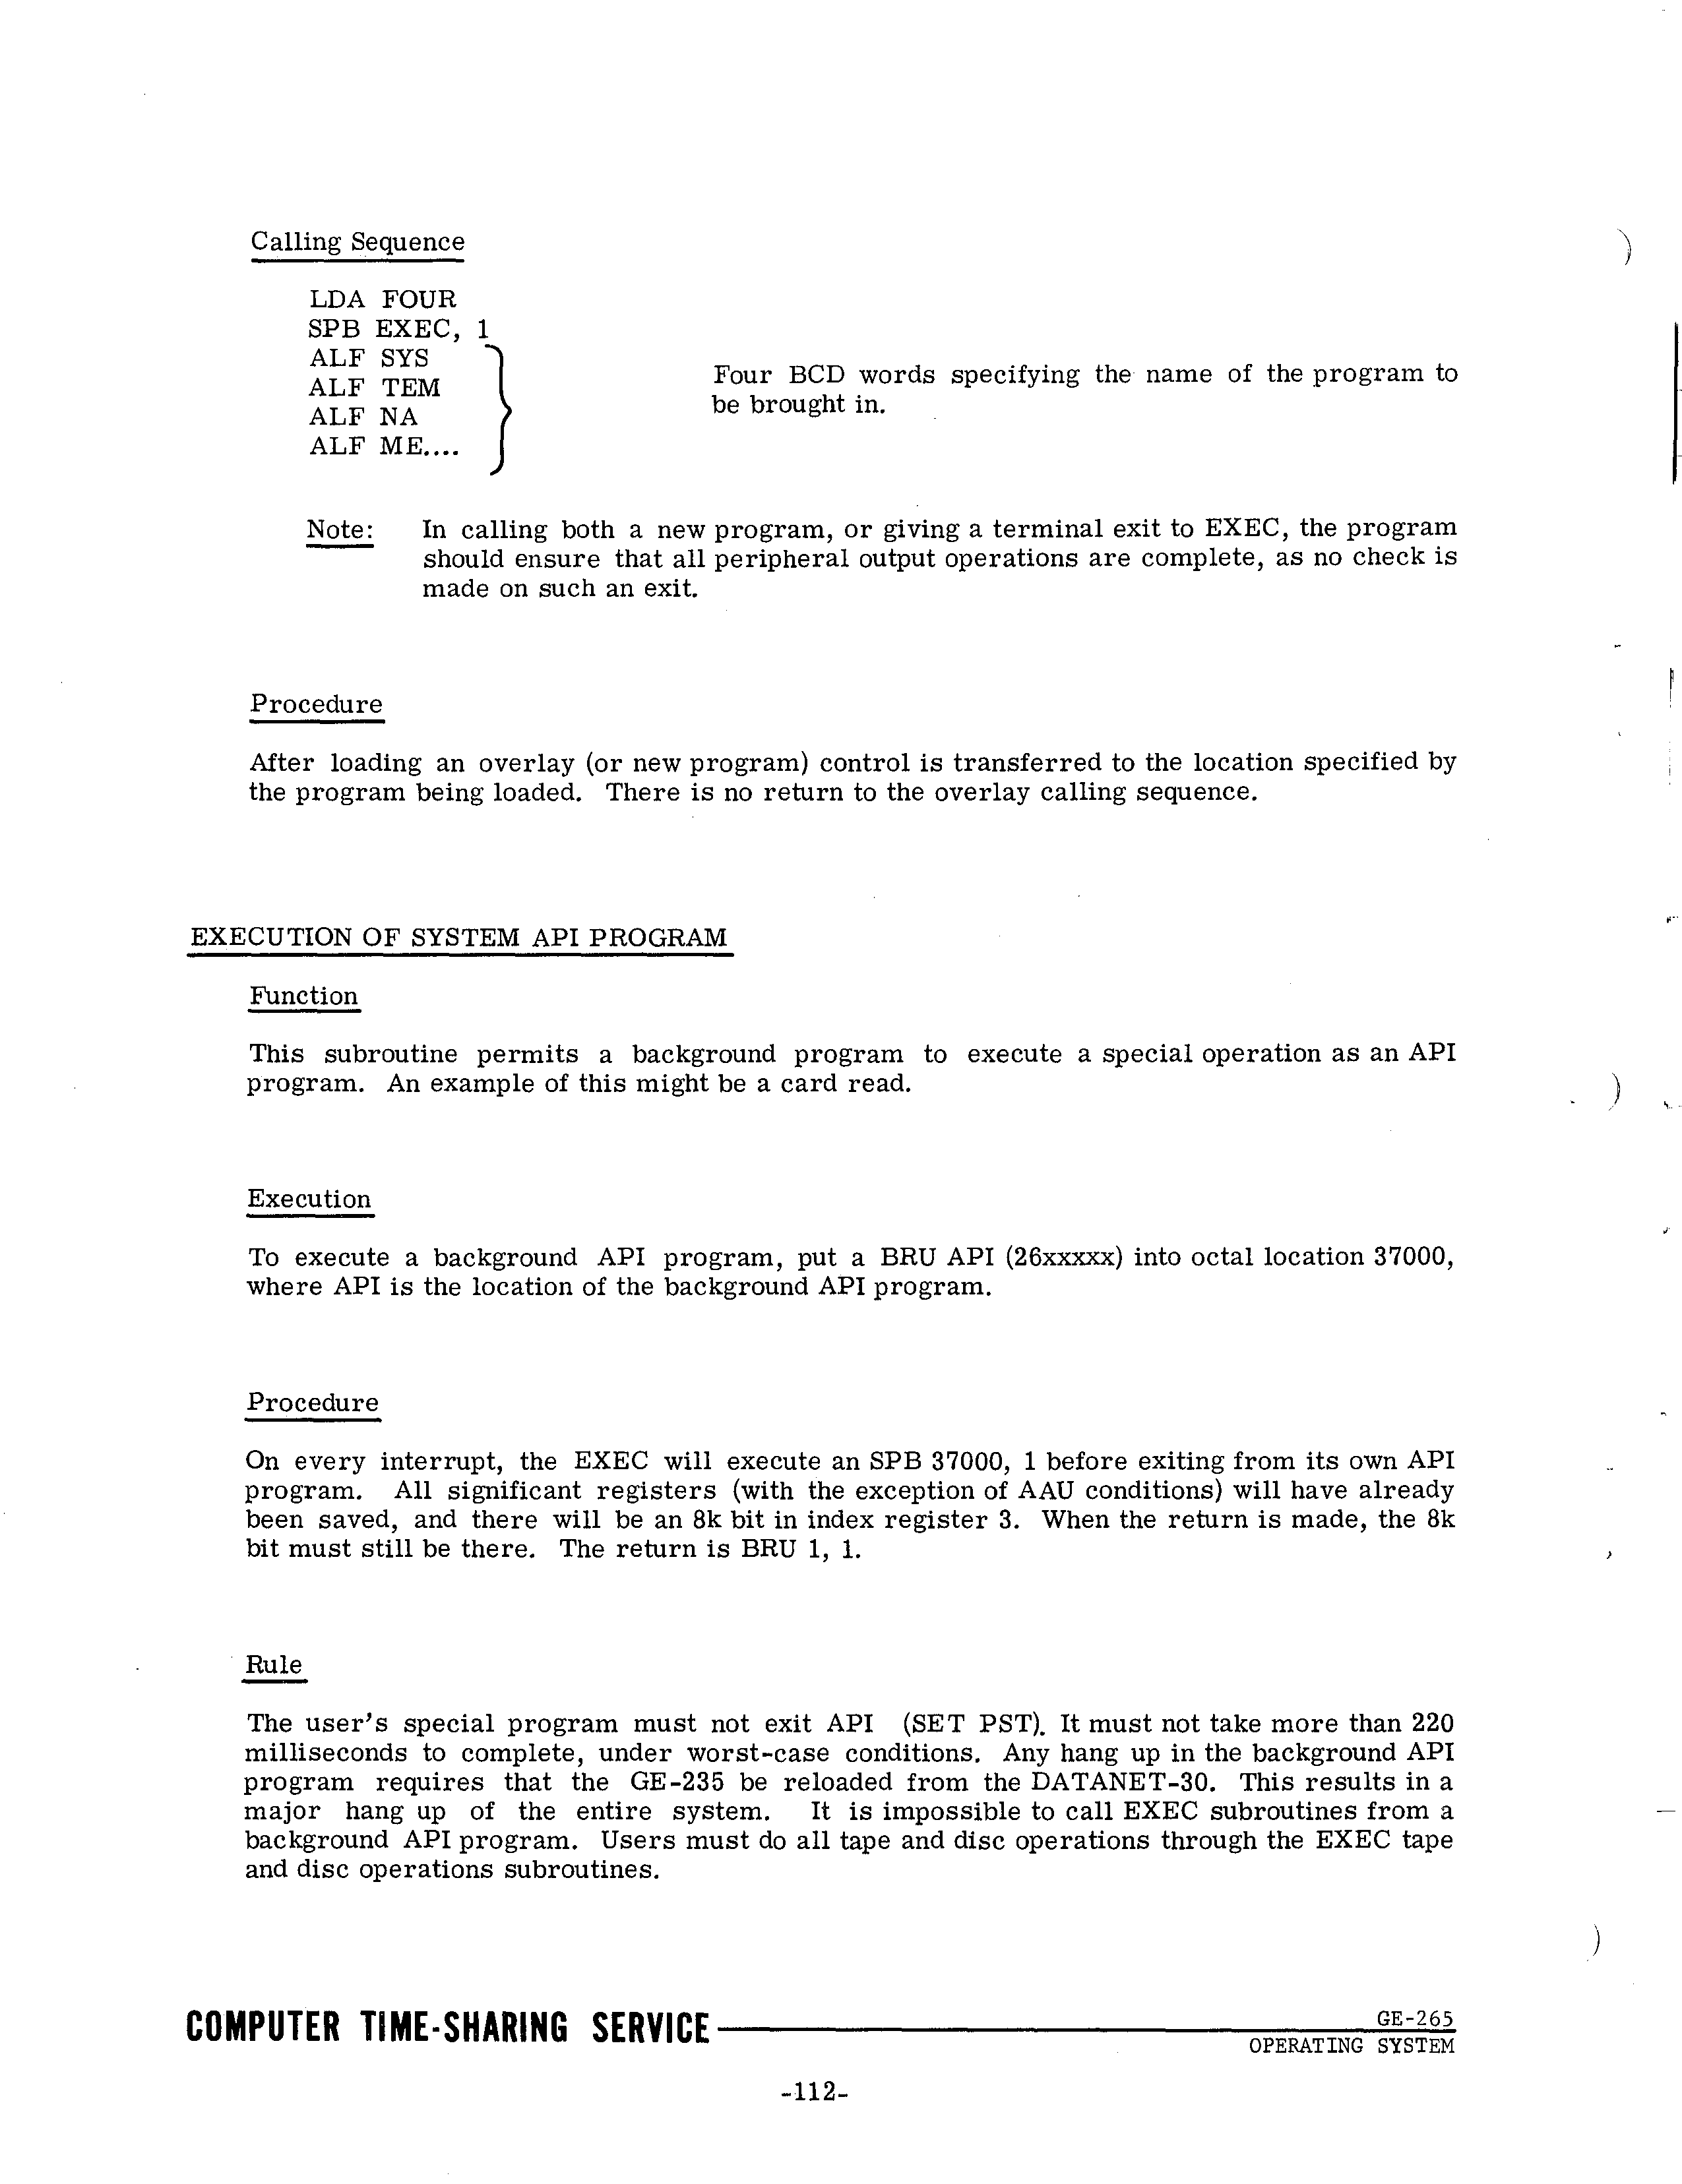 Calling Sequence
LDA FOUR
SPB EXEC, 1
ALF SYS
ALF TEM
ALF NA
ALF ME....
Four BCD words specifying the name of the program to
be brought in.
Note: In calling both a new program, or giving a terminal exit to EXEC, the program
should ensure that all peripheral output operations are complete, as no check is
made on such an exit.
Procedure
After loading an overlay (or new program) control is transferred to the location specified by
the program being loaded. There is no return to the overlay calling sequence.
EXECUTION OF SYSTEM API PROGRAM
Function
This subroutine permits a background program to execute a special operation as an API
program. An example of this might be a card read.
Execution
To execute a background API program, put a BRU API (26xxxxx) into octal location 37000,
where API is the location of the background API program.
Procedure
On every interrupt, the EXEC will execute an SPB 37000, 1 before exiting from its own API
program. All significant registers (with the exception of AAU conditions) will have already
been saved, and there will be an 8k bit in index register 3. When the return is made, the 8k
bit must still be there. The return is BRU 1, 1.
Rule
The user's special program must not exit API (SET PST). It must not take more than 220
milliseconds to complete, under worst-case conditions. Any hang up in the background API
program requires that the GE-235 be reloaded from the DATANET-30. This results in a
major hang up of the entire system. It is impossible to call EXEC subroutines from a
background API program. Users must do all tape and disc operations through the EXEC tape
and disc operations subroutines.
COMPUTER TIME-SHARING SERVICE
GE-265
OPERATING SYSTEM
-112-